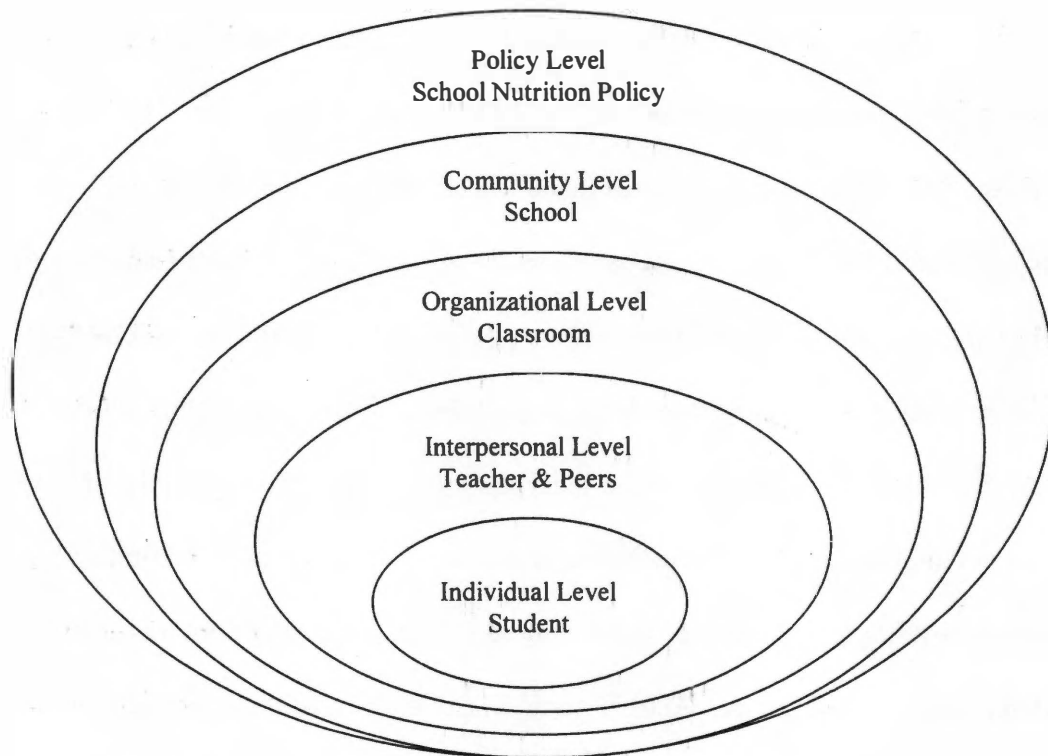 Policy Level
School Nutrition Policy
Community Level
School
Organizational Level
Classroom
Interpersonal Level
Teacher & Peers
Individual Level
Student